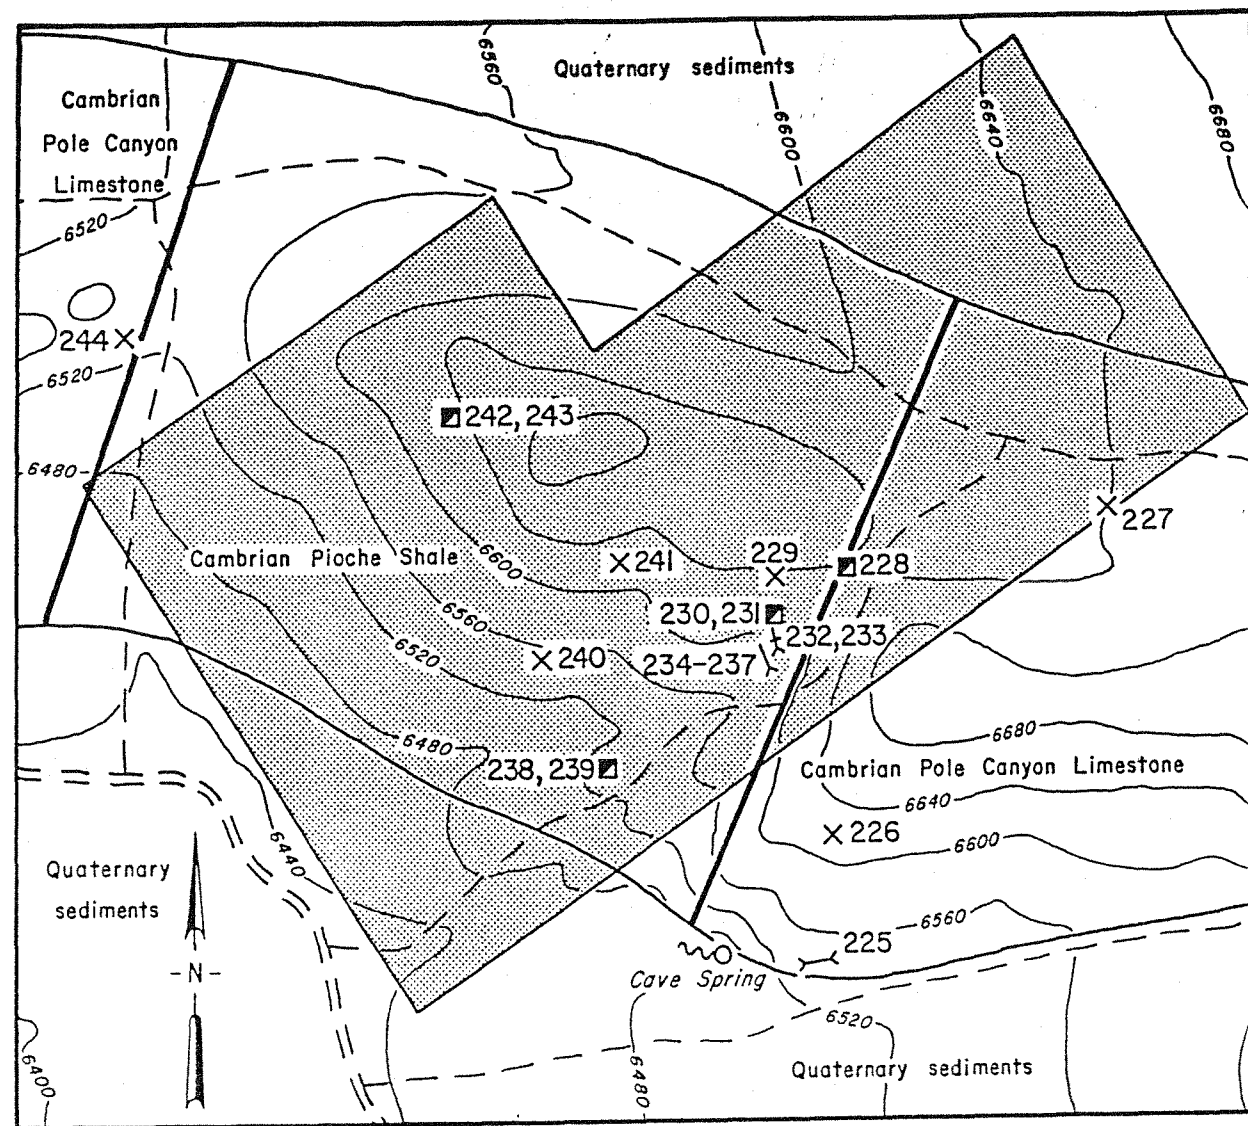 6560
Quaternary sediments
6600
6640
6680
Cambrian
Pole Canyon
Limestone
6520
244
6520
242, 243
6480
227
Cambrian Pioche Shale
6600
241
229
228
230, 231
232, 233
6560
240
234-237
6520
6480
238, 239
6680
Cambrian Pole Canyon Limestone
6640
226
6600
6440
Quaternary
sediments
6560
225
-N-
Cave Spring
6520
6400
6480
Quaternary sediments